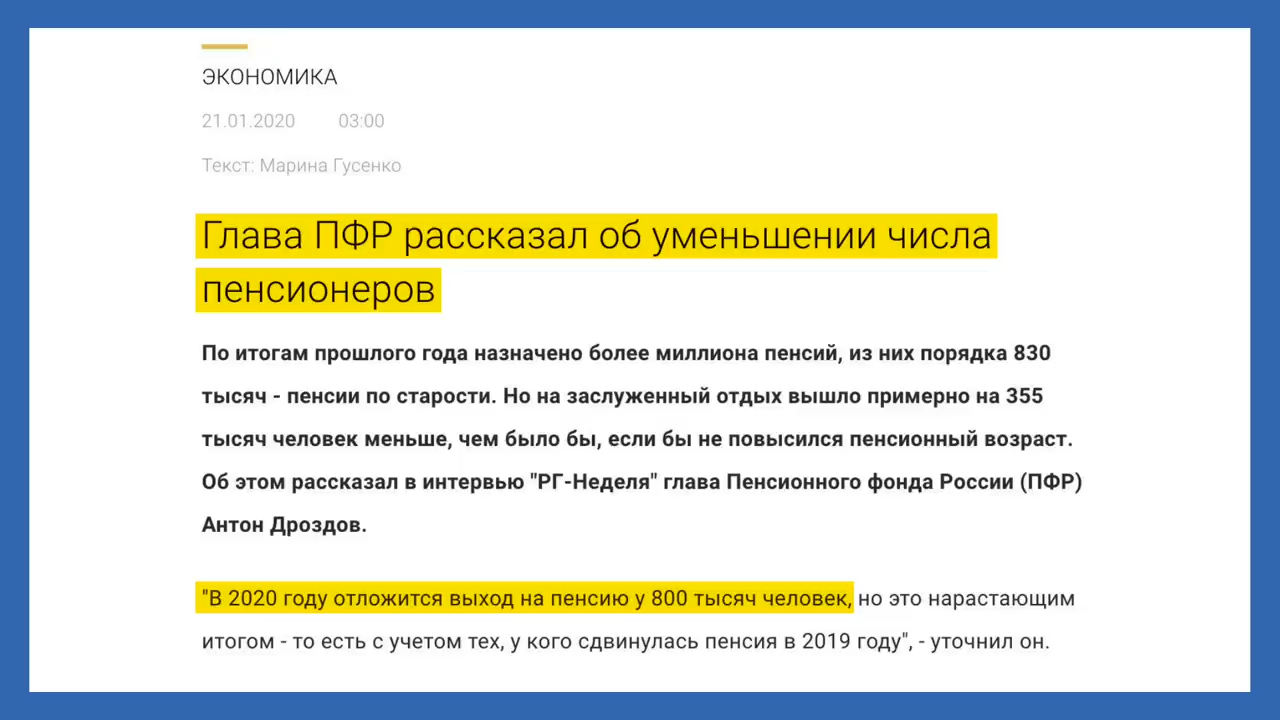 ЭКОНОМИКА
21.01.2020 03:00
Текст: Марина Гусенко
Глава ПФР рассказал об уменьшении числа
пенсионеров
По итогам прошлого года назначено более миллиона пенсий, из них порядка 830
тысяч - пенсии по старости. Но на заслуженный отдых вышло примерно на 355
тысяч человек меньше, чем было бы, если бы не повысился пенсионный возраст.
Об этом рассказал в интервью "РГ-Неделя" глава Пенсионного фонда России (ПФР)
Антон Дроздов.
"В 2020 году отложится выход на пенсию у 800 тысяч человек, но это нарастающим
итогом - то есть с учетом тех, у кого сдвинулась пенсия в 2019 году", - уточнил он.